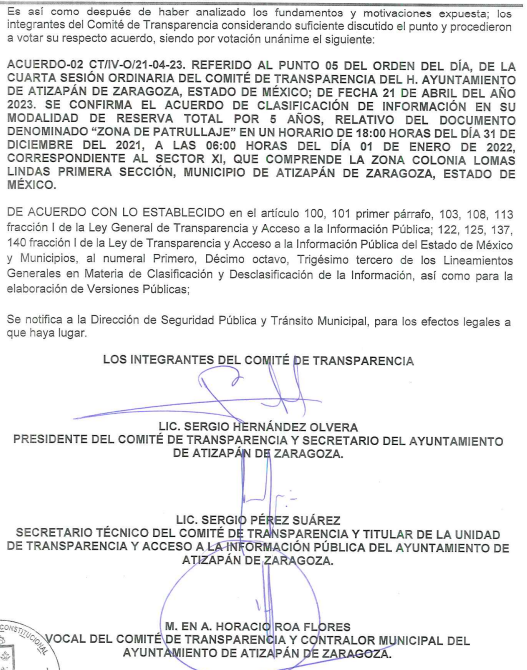 Es así como después de haber analizado los fundamentos y motivaciones expuesta; los
integrantes del Comité de Transparencia considerando suficiente discutido el punto y procedieron
a votar su respecto acuerdo, siendo por votación unánime el siguiente:
ACUERDO-02 CT/IV-O/21-04-23. REFERIDO AL PUNTO 05 DEL ORDEN DEL DÍA, DE LA
CUARTA SESIÓN ORDINARIA DEL COMITÉ DE TRANSPARENCIA DEL H. AYUNTAMIENTO
DE ATIZAPÁN DE ZARAGOZA, ESTADO DE MÉXICO; DE FECHA 21 DE ABRIL DEL AÑO
2023. SE CONFIRMA EL ACUERDO DE CLASIFICACIÓN DE INFORMACIÓN EN SU
MODALIDAD DE RESERVA TOTAL POR 5 AÑOS, RELATIVO DEL DOCUMENTO
DENOMINADO “ZONA DE PATRULLAJE” EN UN HORARIO DE 18:00 HORAS DEL DÍA 31 DE
DICIEMBRE DEL 2021, A LAS 06:00 HORAS DEL DÍA 01 DE ENERO DE 2022,
CORRESPONDIENTE AL SECTOR XI, QUE COMPRENDE LA ZONA COLONIA LOMAS
LINDAS PRIMERA SECCIÓN, MUNICIPIO DE ATIZAPÁN DE ZARAGOZA, ESTADO DE
MÉXICO.
DE ACUERDO CON LO ESTABLECIDO en el artículo 100, 101 primer párrafo, 103, 108, 113
fracción I de la Ley General de Transparencia y Acceso a la Información Pública; 122, 125, 137,
140 fracción I de la Ley de Transparencia y Acceso a la Información Pública del Estado de México
y Municipios, al numeral Primero, Décimo octavo, Trigésimo tercero de los Lineamientos
Generales en Materia de Clasificación y Desclasificación de la Información, así como para la
elaboración de Versiones Públicas;
Se notifica a la Dirección de Seguridad Pública y Tránsito Municipal, para los efectos legales a
que haya lugar.
LOS INTEGRANTES DEL COMITÉ DE TRANSPARENCIA
LIC. SERGIO HERNÁNDEZ OLVERA
PRESIDENTE DEL COMITÉ DE TRANSPARENCIA Y SECRETARIO DEL AYUNTAMIENTO
DE ATIZAPÁN DE ZARAGOZA.
LIC. SERGIO PÉREZ SUÁREZ
SECRETARIO TÉCNICO DEL COMITÉ DE TRANSPARENCIA Y TITULAR DE LA UNIDAD
DE TRANSPARENCIA Y ACCESO A LA INFORMACIÓN PÚBLICA DEL AYUNTAMIENTO DE
ATIZAPÁN DE ZARAGOZA.
M. EN A. HORACIO ROA FLORES
VOCAL DEL COMITÉ DE TRANSPARENCIA Y CONTRALOR MUNICIPAL DEL
AYUNTAMIENTO DE ATIZAPÁN DE ZARAGOZA.
CONSTITUCIONAL